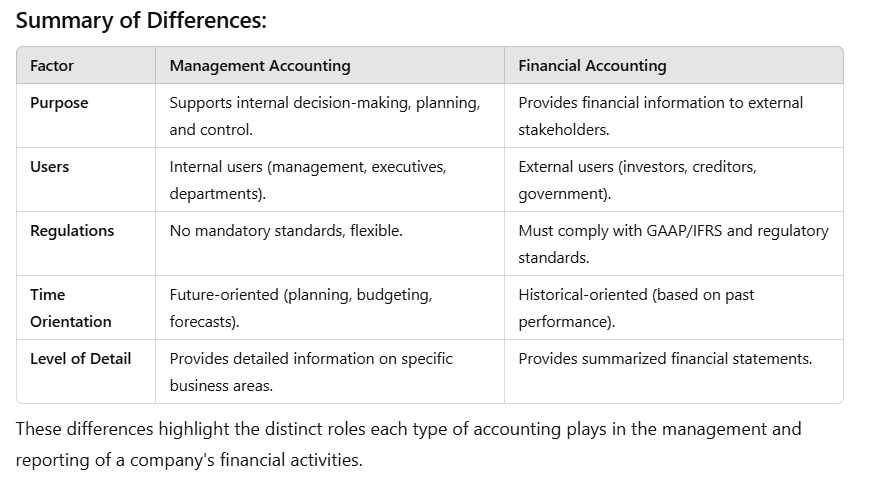 Summary of Differences:
Factor Management Accounting Financial Accounting
Purpose Supports internal decision-making, planning, Provides financial information to external
and control. stakeholders.
Users Internal users (management, executives, External users (investors, creditors,
departments). government).
Regulations No mandatory standards, flexible. Must comply with GAAP/IFRS and regulatory
standards.
Time Future-oriented (planning, budgeting, Historical-oriented (based on past
Orientation forecasts). performance).
Level of Detail Provides detailed information on specific Provides summarized financial statements.
business areas.
These differences highlight the distinct roles each type of accounting plays in the management and
reporting of a company's financial activities.